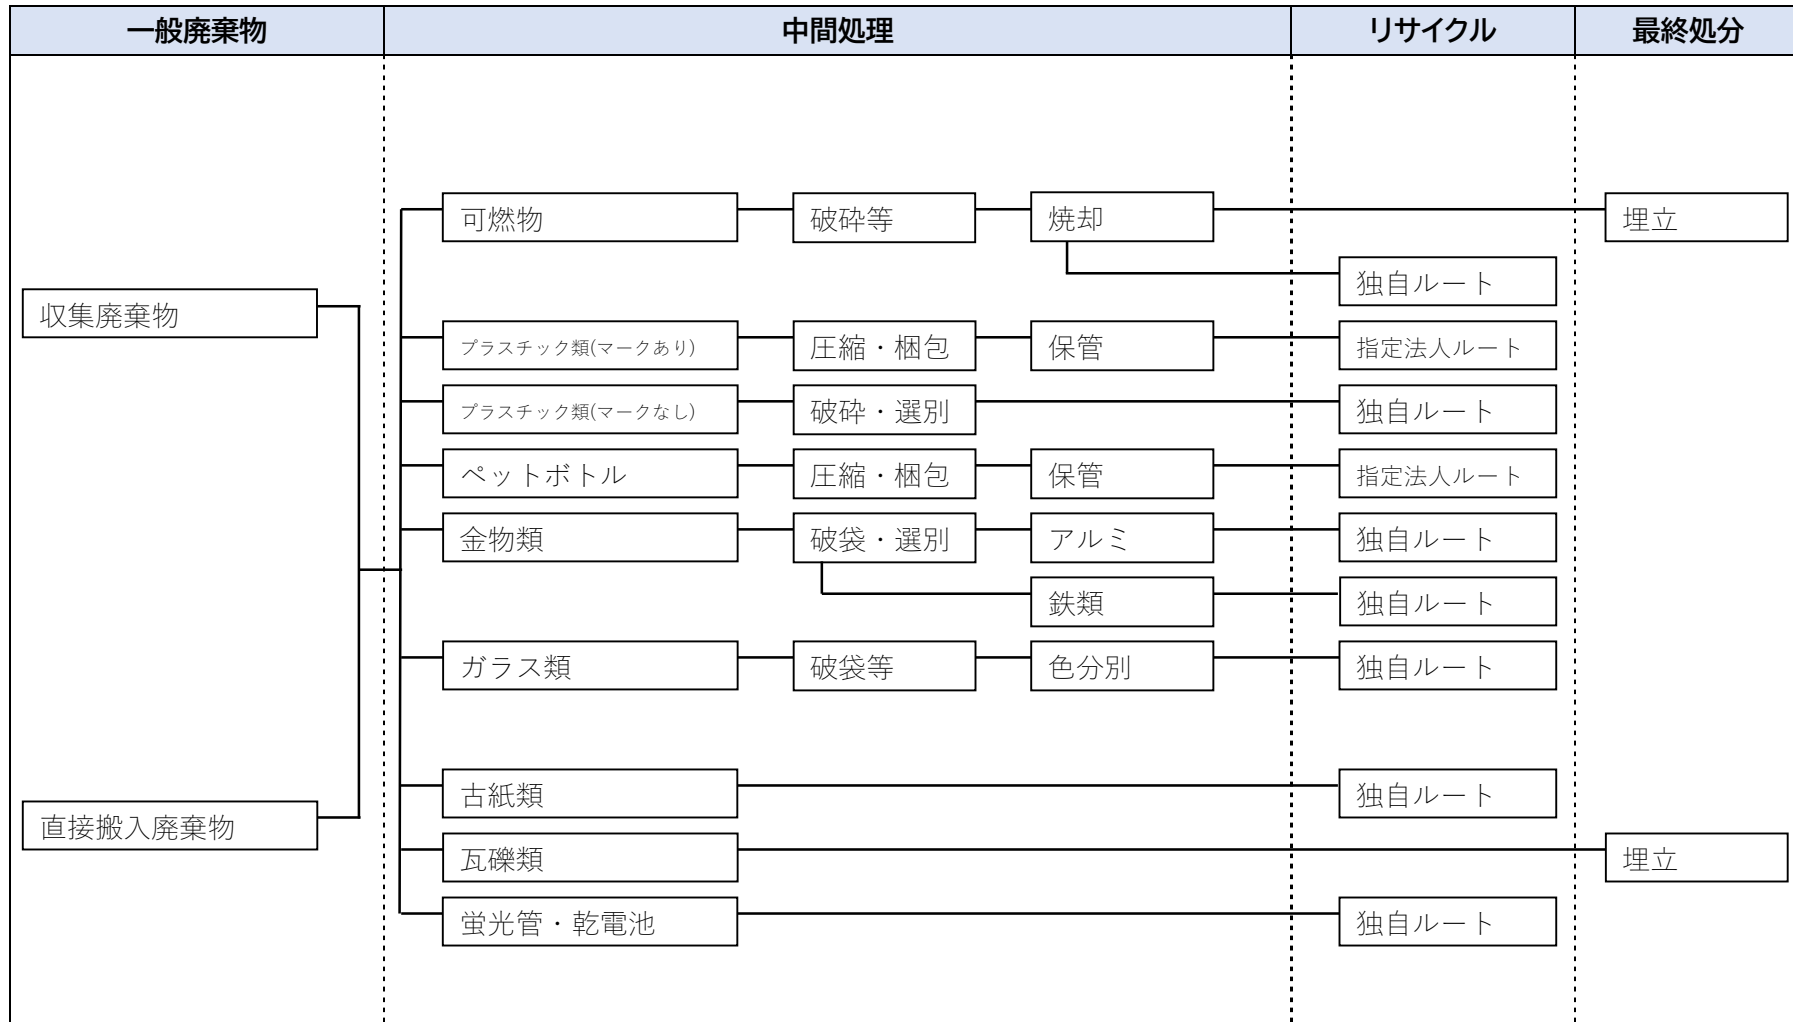 一般廃棄物 中間処理 リサイクル 最終処分
可燃物 破砕等 焼却 埋立
独自ルート
収集廃棄物
プラスチック類(マークあり) 圧縮・梱包 保管 指定法人ルート
プラスチック類(マークなし) 破砕・選別 独自ルート
ペットボトル 圧縮・梱包 保管 指定法人ルート
金物類 破袋・選別 アルミ 独自ルート
鉄類 独自ルート
ガラス類 破袋等 色分別 独自ルート
古紙類 独自ルート
直接搬入廃棄物
瓦礫類 埋立
蛍光管・乾電池 独自ルート